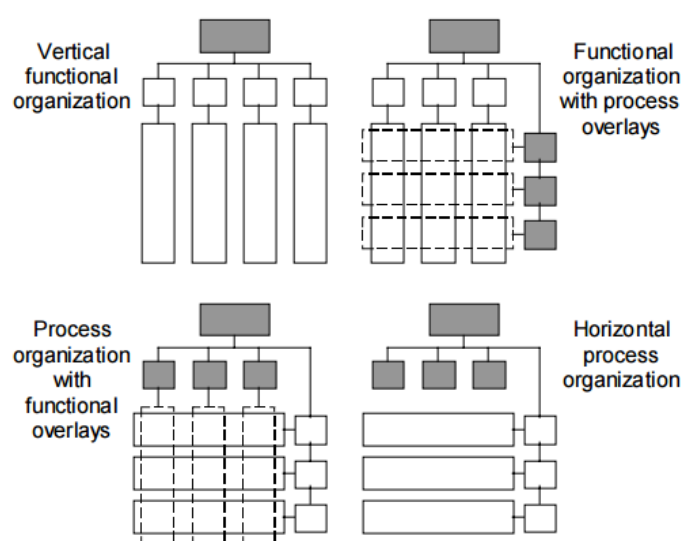 Vertical
functional
organization
Functional
organization
with process
overlays
Process
organization
with
functional
overlays
Horizontal
process
organization